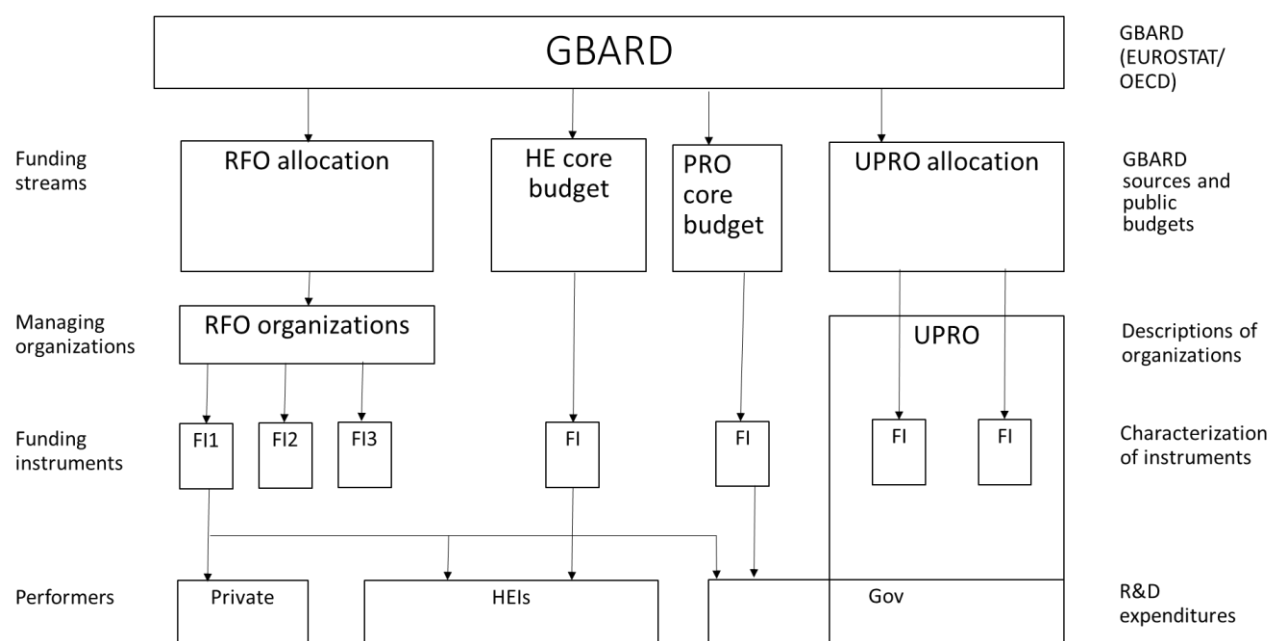 GBARD
GBARD
(EUROSTAT/
OECD)
Funding
streams
RFO allocation
HE core
budget
PRO
core
budget
UPRO allocation
GBARD
sources and
public
budgets
Managing
organizations
RFO organizations
UPRO
Descriptions of
organizations
Funding
instruments
FI1
FI2
FI3
FI
FI
FI
FI
Characterization
of instruments
Performers
Private
HEIs
Gov
R&D
expenditures